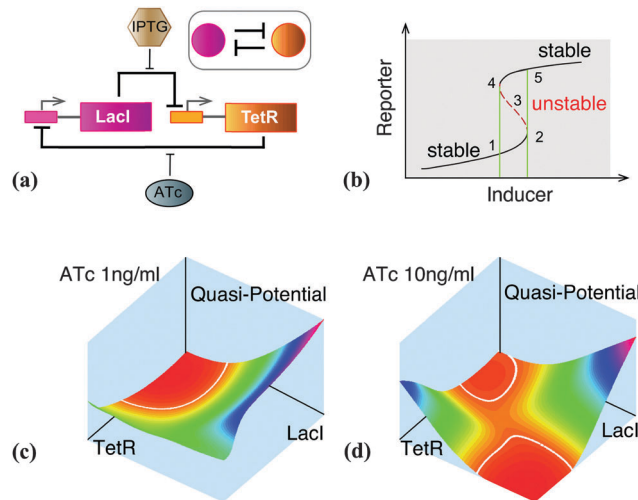 IPTG
LacI
TetR
ATc
(a)
Reporter
stable
4
5
3
unstable
1
2
stable
Inducer
(b)
ATc 1ng/ml
Quasi-Potential
TetR
LacI
(c)
ATc 10ng/ml
Quasi-Potential
TetR
LacI
(d)